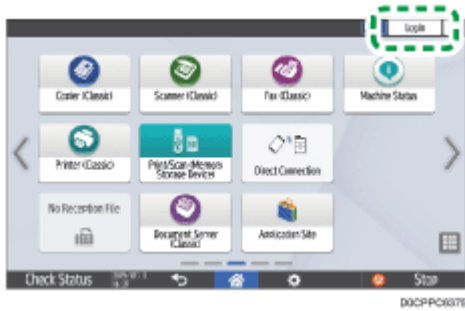 Login
Copier (Classic)
Scanner (Classic)
Fax (Classic)
Machine Status
Printer (Classic)
Print/Scan (Memory
Storage Device)
Direct Connection
No Reception File
Document Server
(Classic)
Application Site
Check Status
Stop